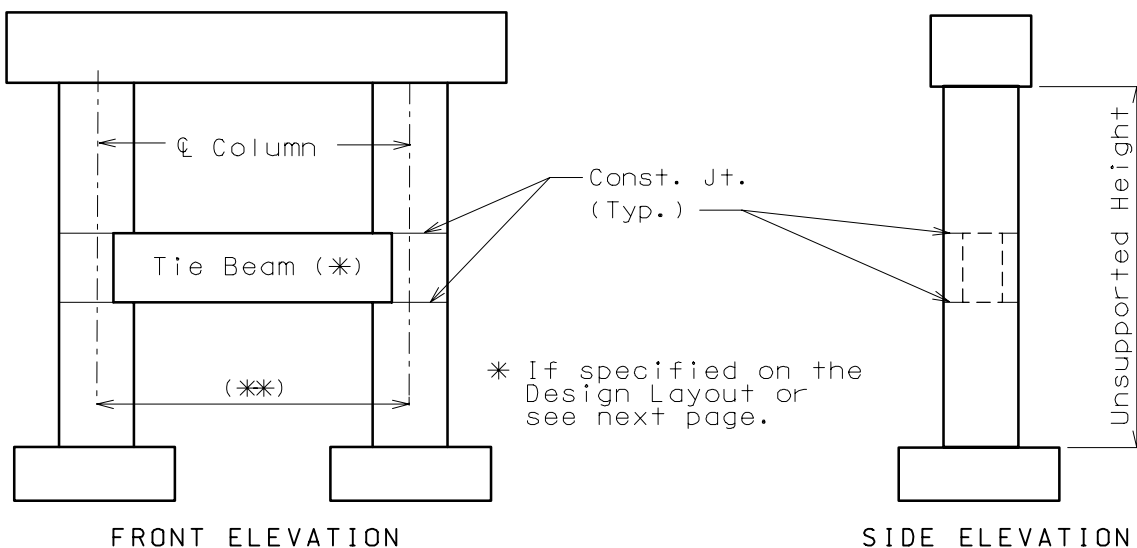 ℄ Column
Const. Jt.
(Typ.)
Tie Beam (*)
(**)
* If specified on the
Design Layout or
see next page.
Unsupported Height
FRONT ELEVATION
SIDE ELEVATION